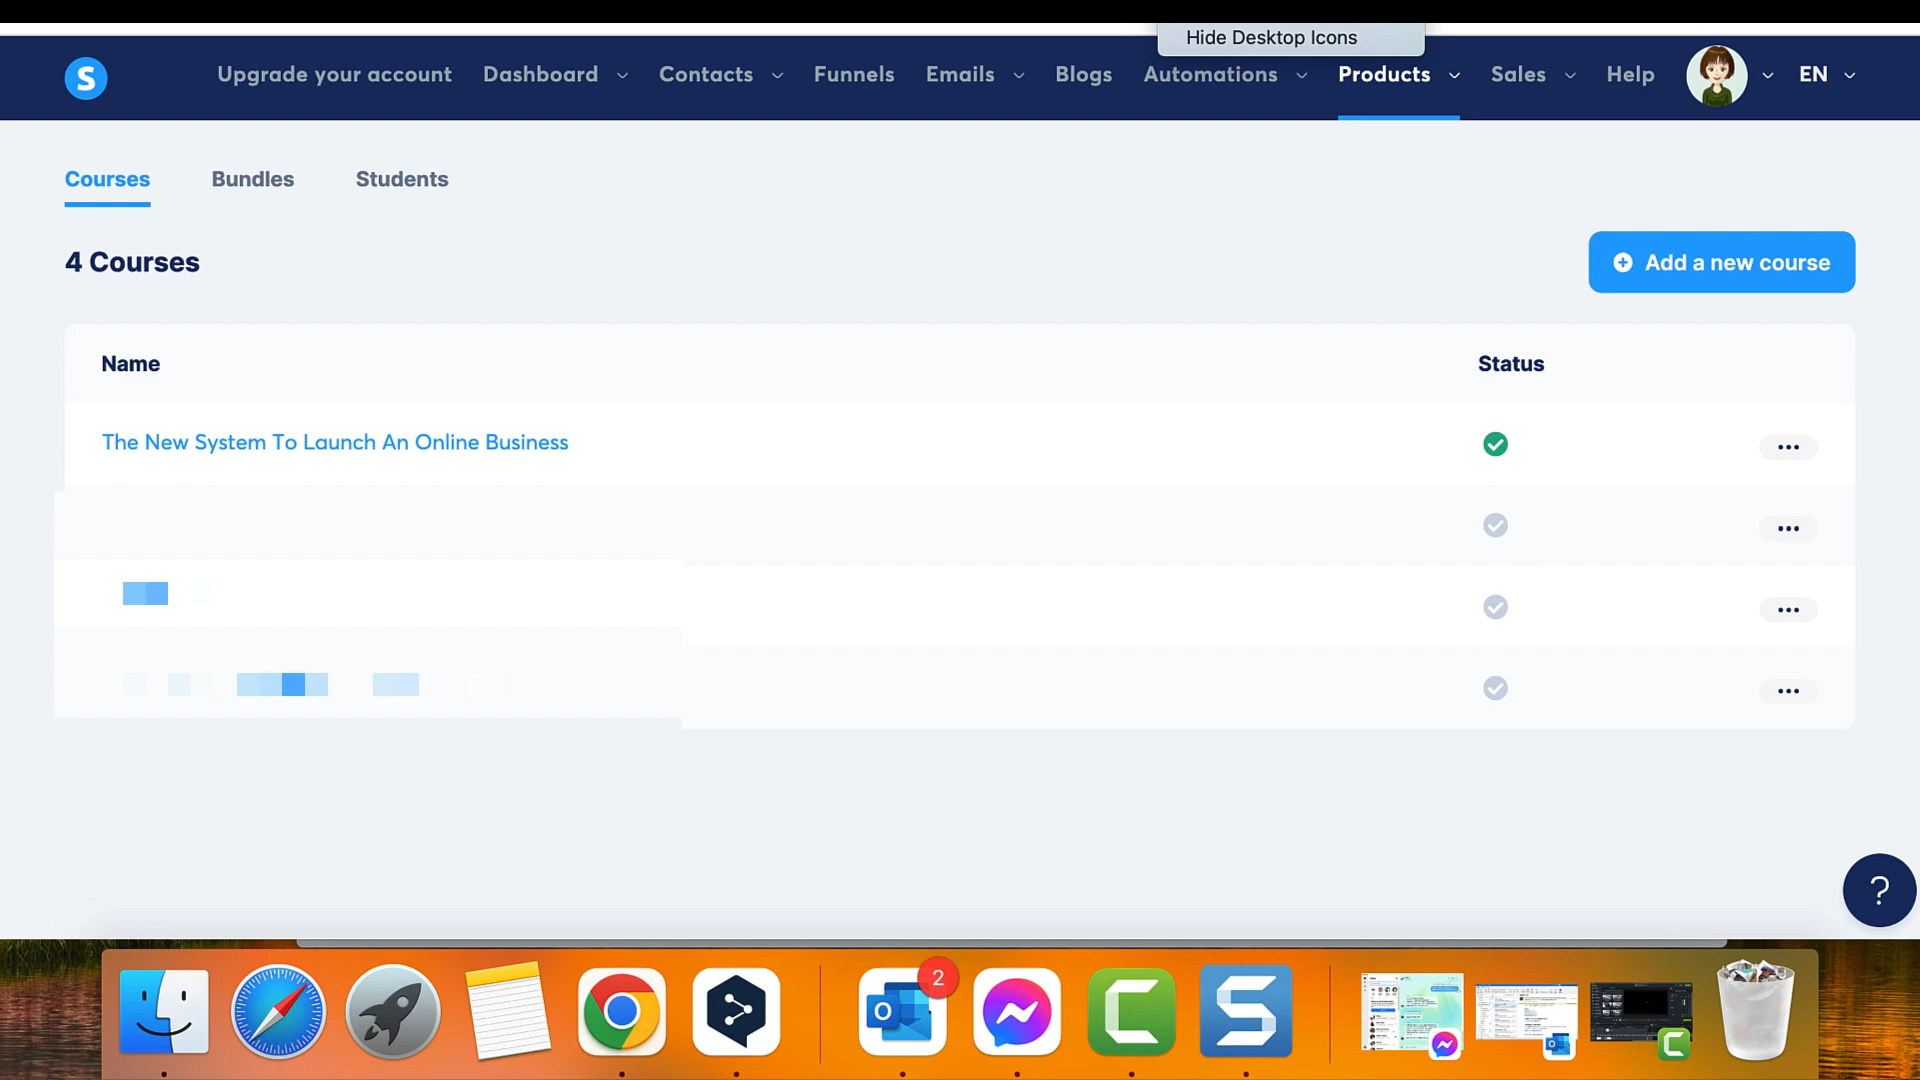 Hide Desktop Icons
S
Upgrade your account Dashboard Contacts Funnels Emails Blogs Automations Products Sales Help EN
Courses Bundles Students
4 Courses
Add a new course
Name Status
The New System To Launch An Online Business
?
2
O
C
S